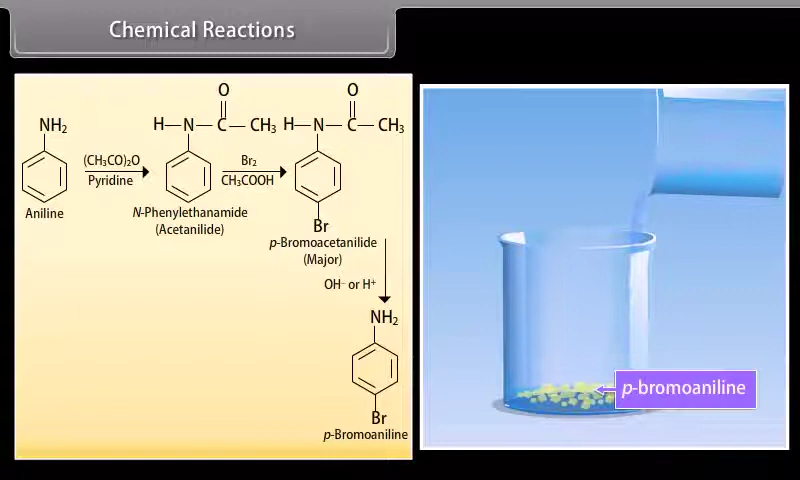 Chemical Reactions
NH₂
(CH₃CO)₂O
Pyridine
Aniline
O
H–N–C–CH₃
N-Phenylethanamide
(Acetanilide)
Br₂
CH₃COOH
O
H–N–C–CH₃
Br
p-Bromoacetanilide
(Major)
OH⁻ or H⁺
NH₂
Br
p-Bromoaniline
p-bromoaniline